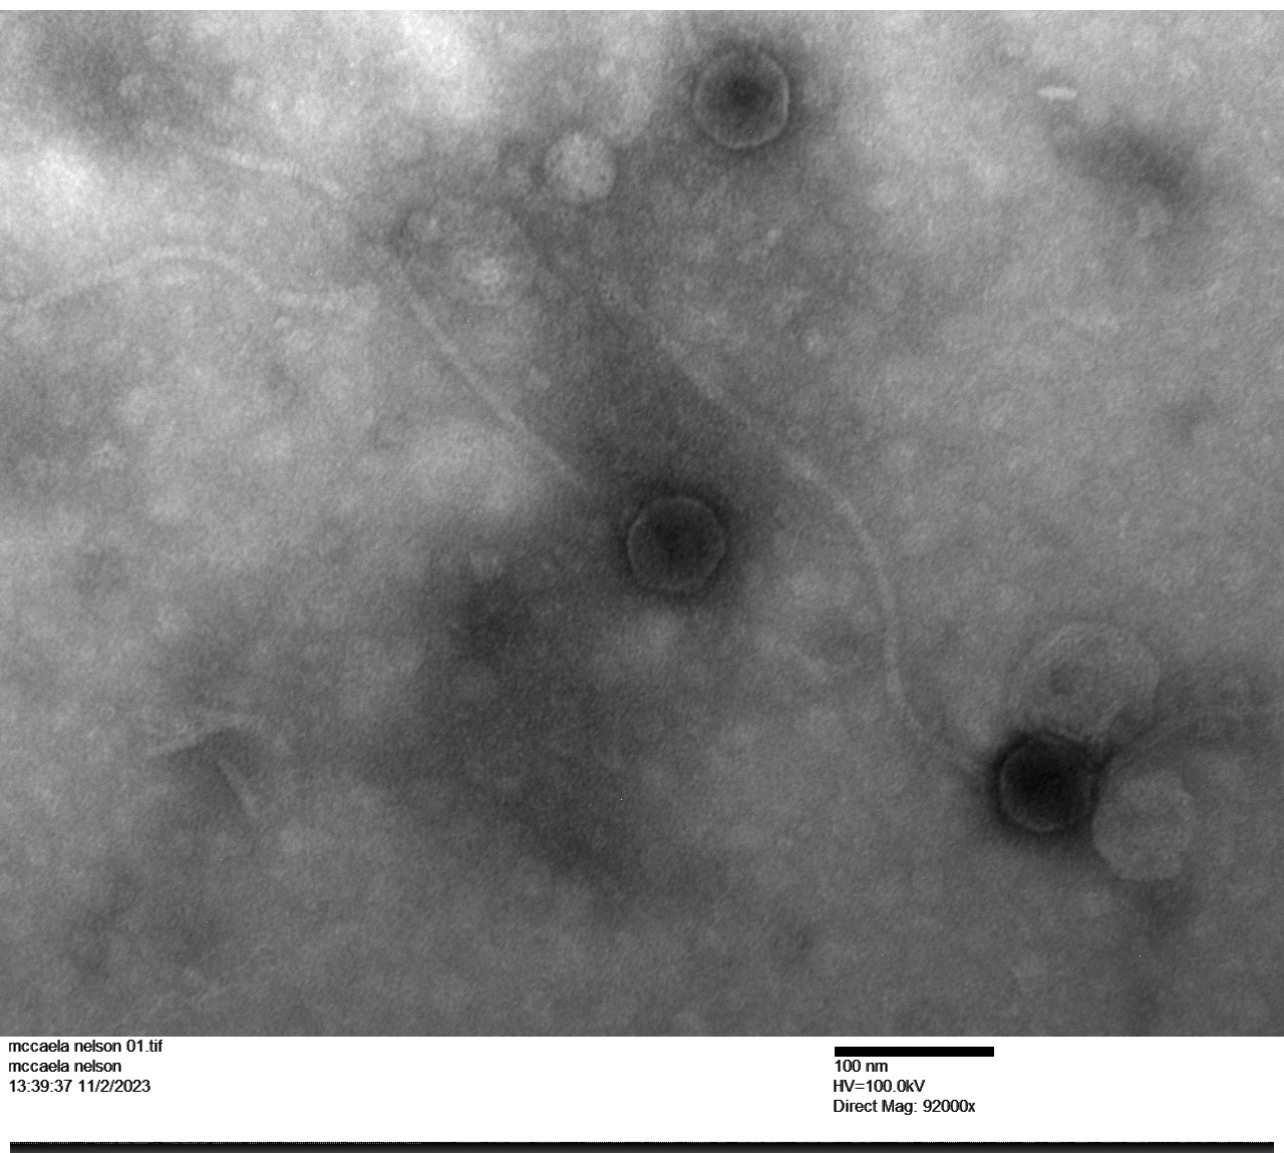 mccaela nelson 01.tif
mccaela nelson
13:39:37 11/2/2023
100 nm
HV=100.0kV
Direct Mag: 92000x